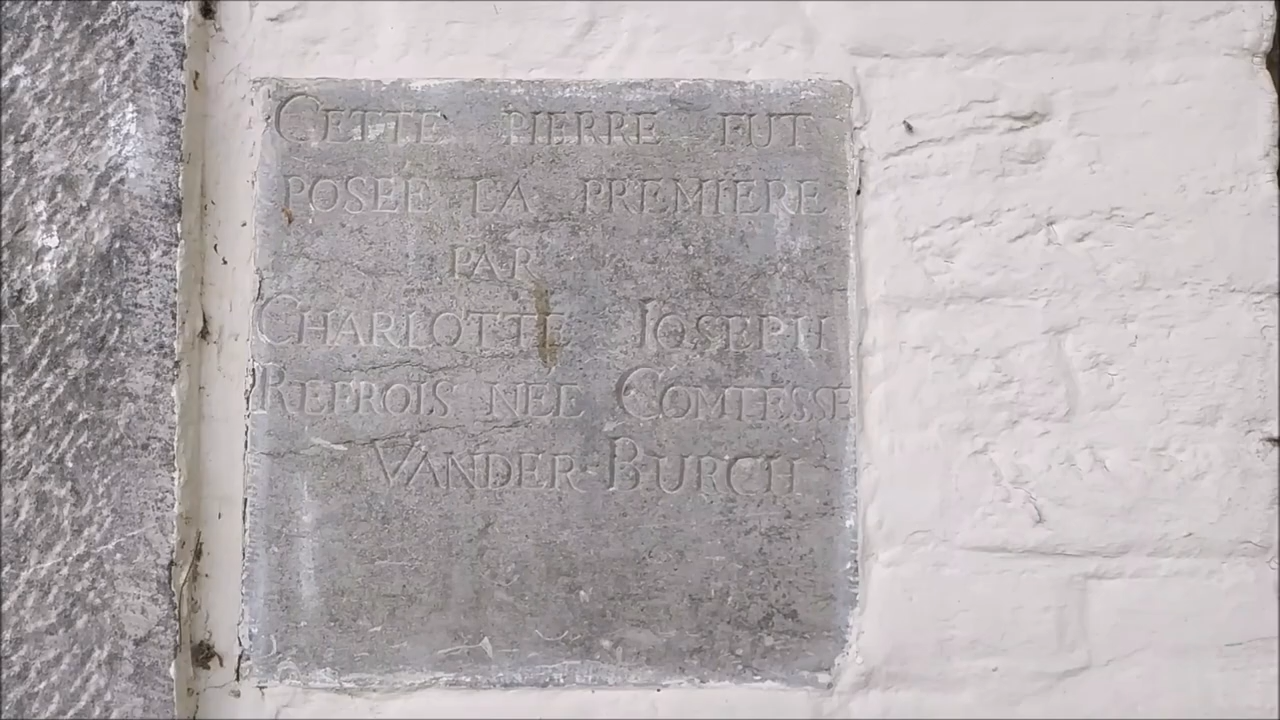 CETTE PIERRE FUT
POSEE LA PREMIERE
PAR
CHARLOTTE JOSEPH
REFROIS NEE COMTESSE
VANDER-BURCH